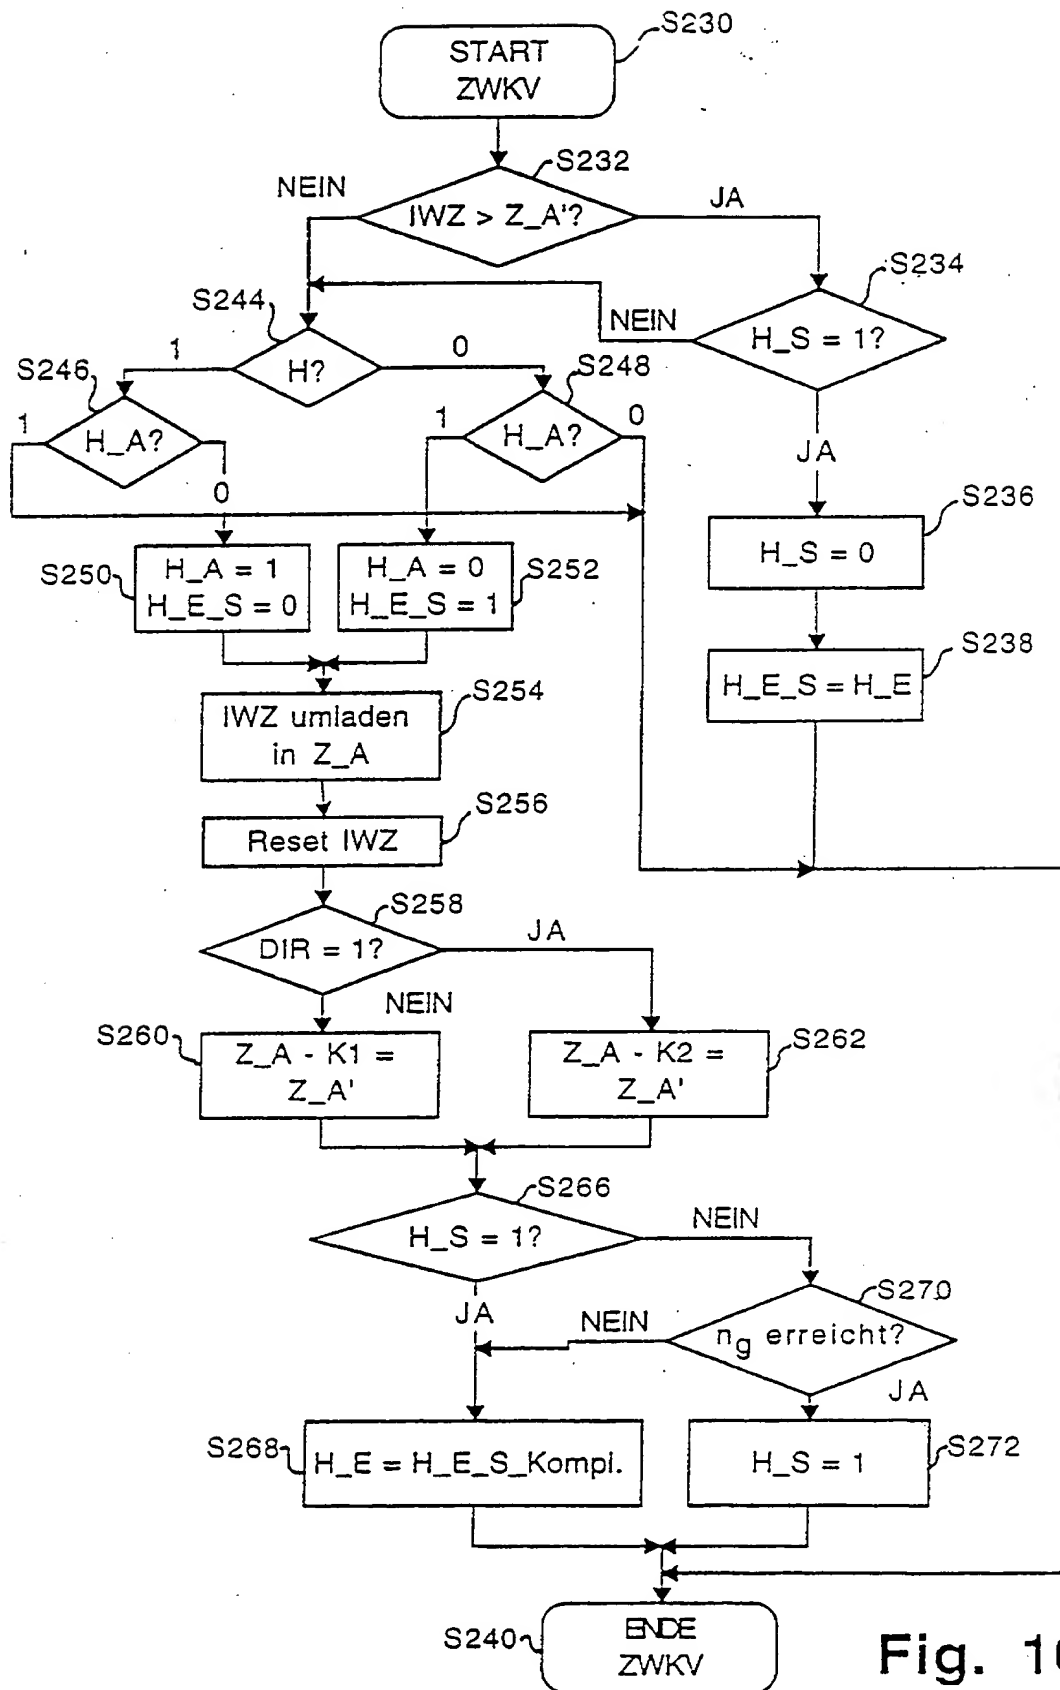 S230
START
ZWKV
S232
NEIN
IWZ > Z_A'?
JA
S234
S244
NEIN
H_S = 1?
1
H?
0
S246
S248
1
H_A?
0
1
H_A?
0
JA
S236
H_S = 0
S250
H_A = 1
H_E_S = 0
H_A = 0
H_E_S = 1
S252
S238
H_E_S = H_E
S254
IWZ umladen
in Z_A
S256
Reset IWZ
S258
DIR = 1?
JA
NEIN
S260
Z_A - K1 =
Z_A'
Z_A - K2 =
Z_A'
S262
S266
H_S = 1?
NEIN
S270
JA
NEIN
ng erreicht?
JA
S268
H_E = H_E_S_Kompl.
H_S = 1
S272
S240
ENDE
ZWKV
Fig. 10